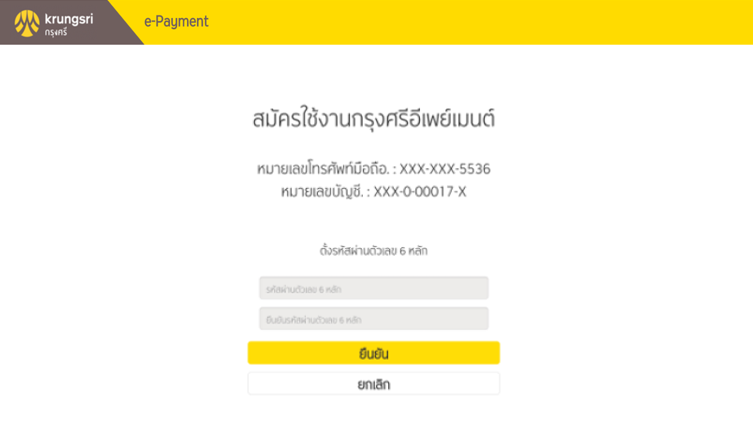 krungsri
กรุงศรี
e-Payment
สมัครใช้งานกรุงศรีอีเพย์เมนต์
หมายเลขโทรศัพท์มือถือ. : XXX-XXX-5536
หมายเลขบัญชี. : XXX-0-00017-X
ตั้งรหัสผ่านตัวเลข 6 หลัก
รหัสผ่านตัวเลข 6 หลัก
ยืนยันรหัสผ่านตัวเลข 6 หลัก
ยืนยัน
ยกเลิก